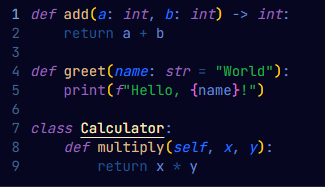 1 def add(a: int, b: int) -> int:
2     return a + b
3
4 def greet(name: str = "World"):
5     print(f"Hello, {name}!")
6
7 class Calculator:
8     def multiply(self, x, y):
9         return x * y